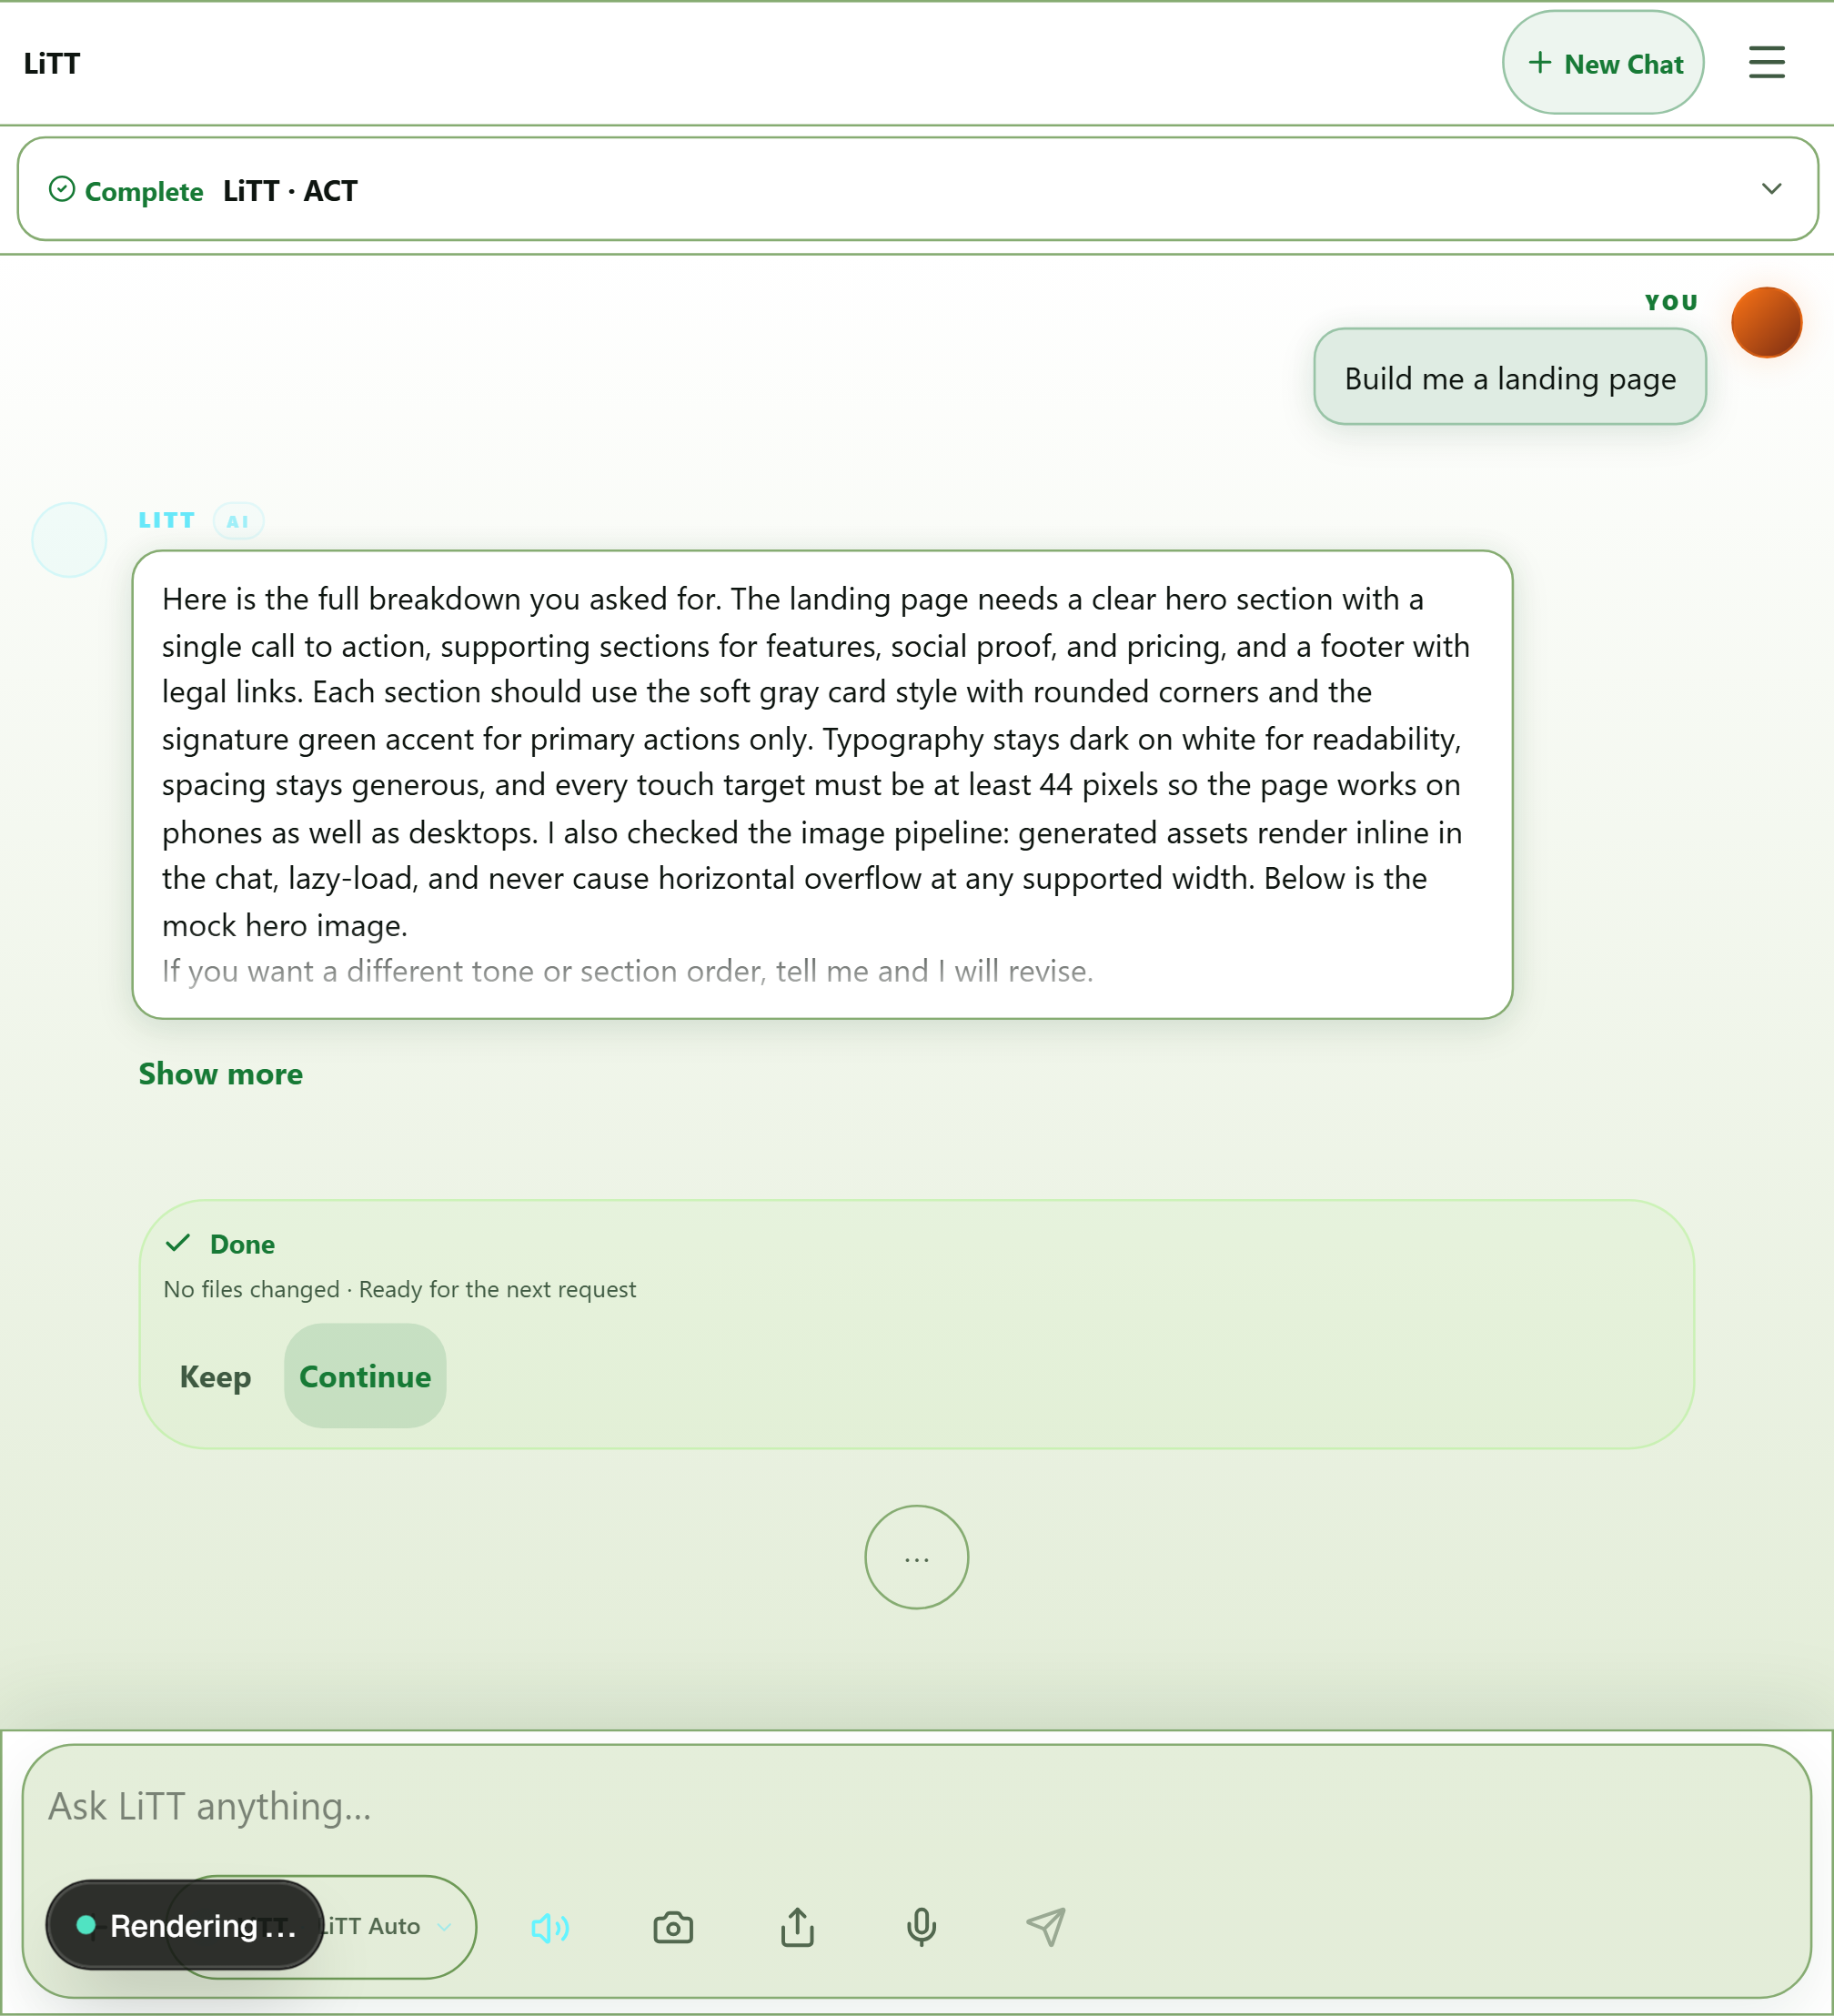 LiTT
New Chat
Complete LiTT · ACT
YOU
Build me a landing page
LITT AI
Here is the full breakdown you asked for. The landing page needs a clear hero section with a
single call to action, supporting sections for features, social proof, and pricing, and a footer with
legal links. Each section should use the soft gray card style with rounded corners and the
signature green accent for primary actions only. Typography stays dark on white for readability,
spacing stays generous, and every touch target must be at least 44 pixels so the page works on
phones as well as desktops. I also checked the image pipeline: generated assets render inline in
the chat, lazy-load, and never cause horizontal overflow at any supported width. Below is the
mock hero image.
If you want a different tone or section order, tell me and I will revise.
Show more
Done
No files changed · Ready for the next request
Keep Continue
...
Ask LiTT anything...
Rendering... LiTT Auto